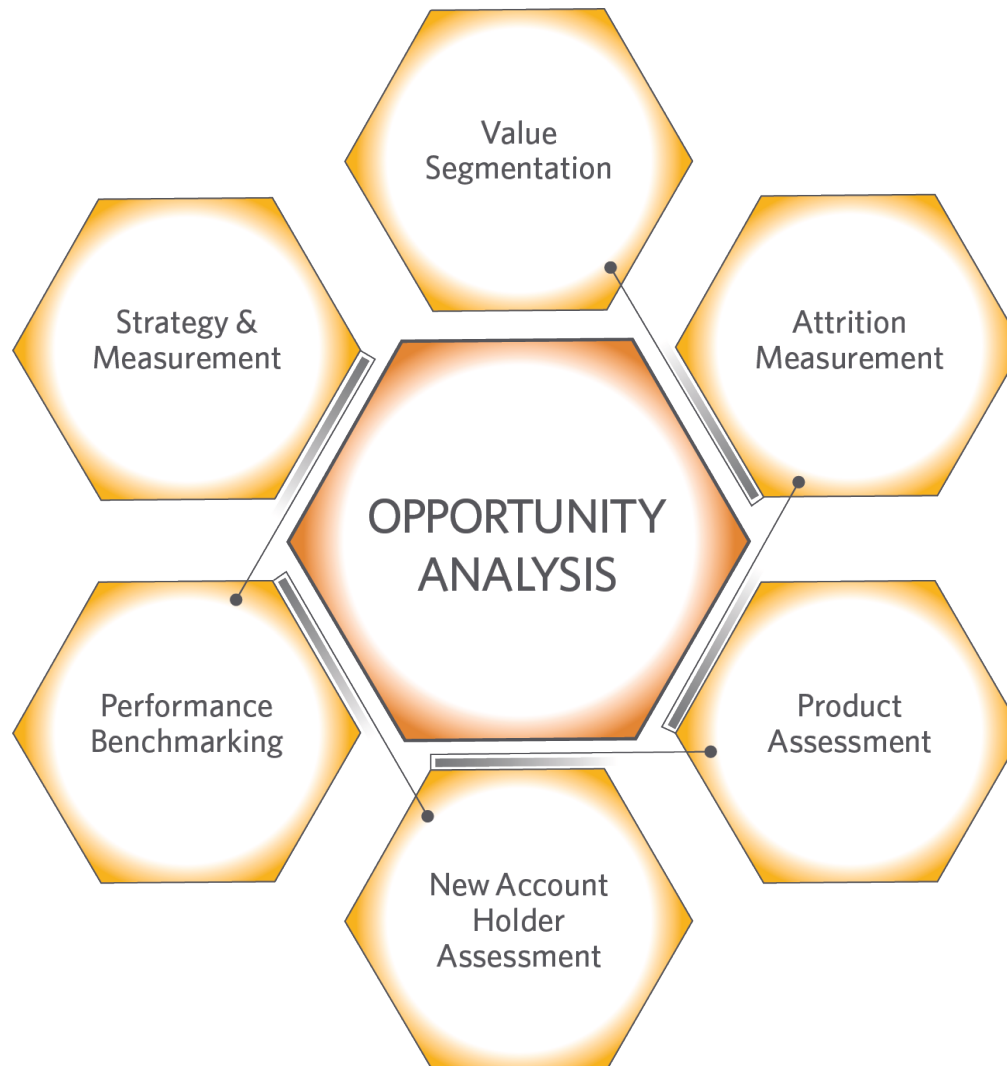 Value
Segmentation
Strategy &
Measurement
Attrition
Measurement
OPPORTUNITY
ANALYSIS
Performance
Benchmarking
Product
Assessment
New Account
Holder
Assessment